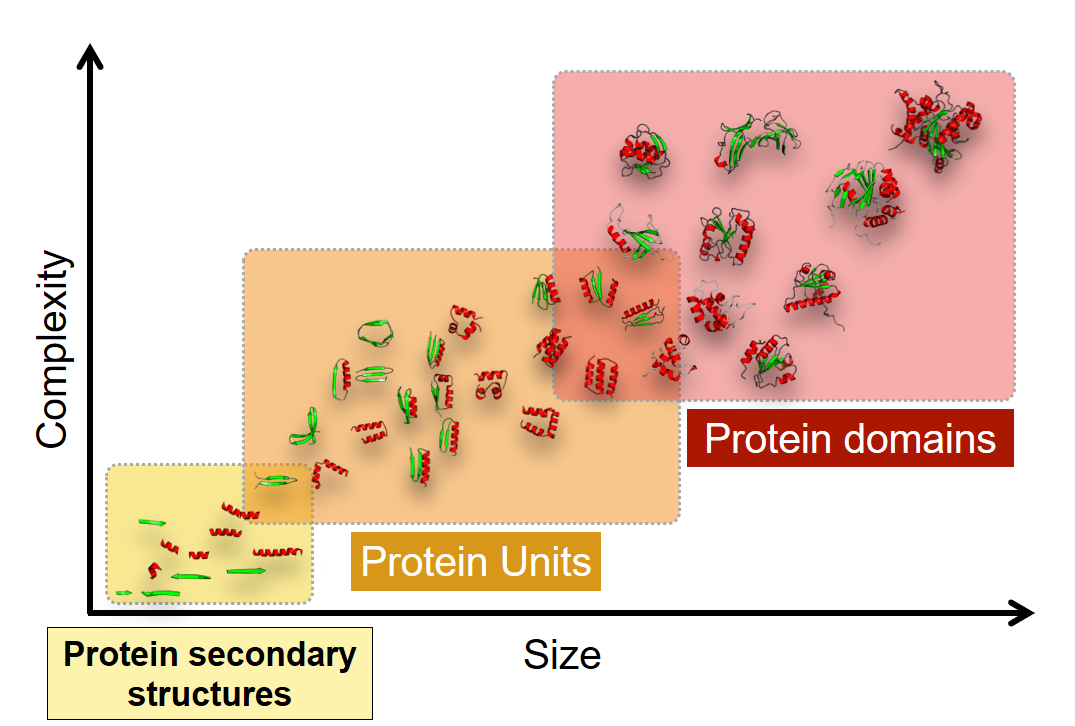 Complexity
Protein domains
Protein Units
Protein secondary
structures
Size